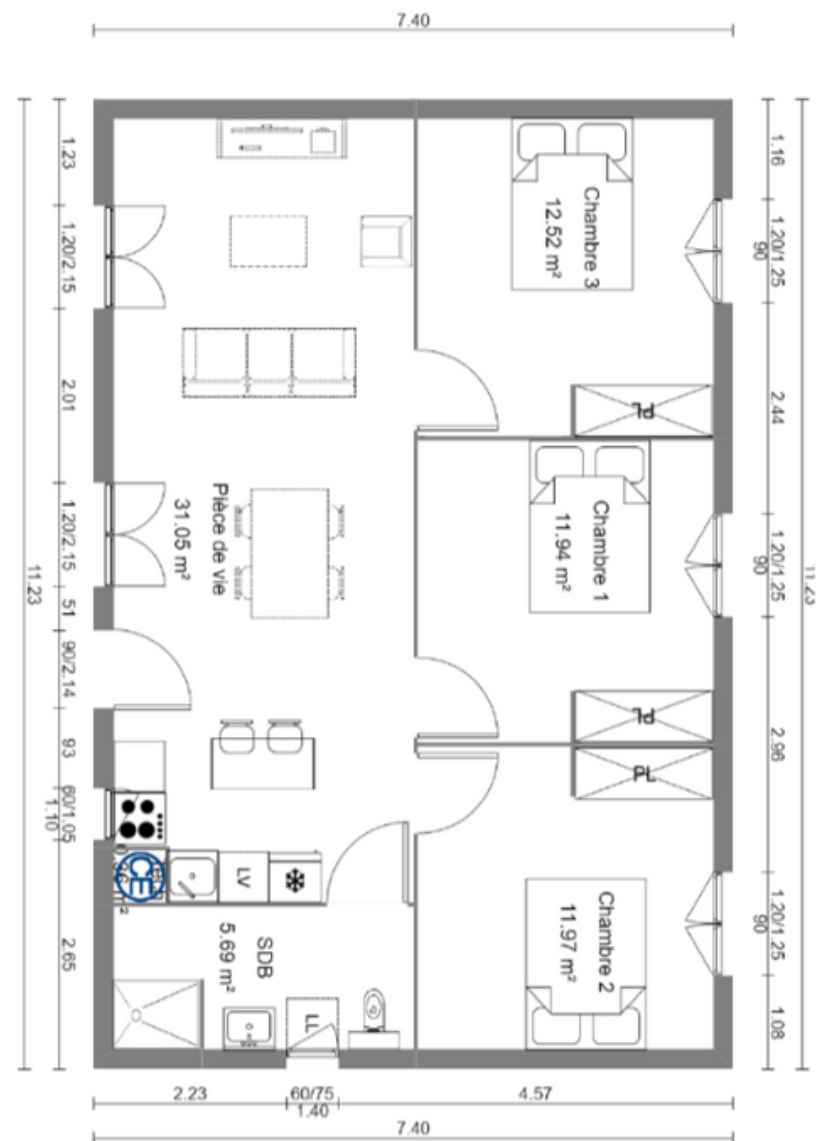 7.40
1.23
1.20/2.15
2.01
1.20/2.15
51
90/2.14
93
60/1.05
1.10
2.65
11.23
1.16
1.20/1.25
90
2.44
1.20/1.25
90
2.96
1.20/1.25
90
1.08
11.23
Chambre 3
12.52 m²
PL
Chambre 1
11.94 m²
PL
PL
Chambre 2
11.97 m²
Pièce de vie
31.05 m²
LV
CE
SDB
5.69 m²
LL
2.23
60/75
1.40
4.57
7.40